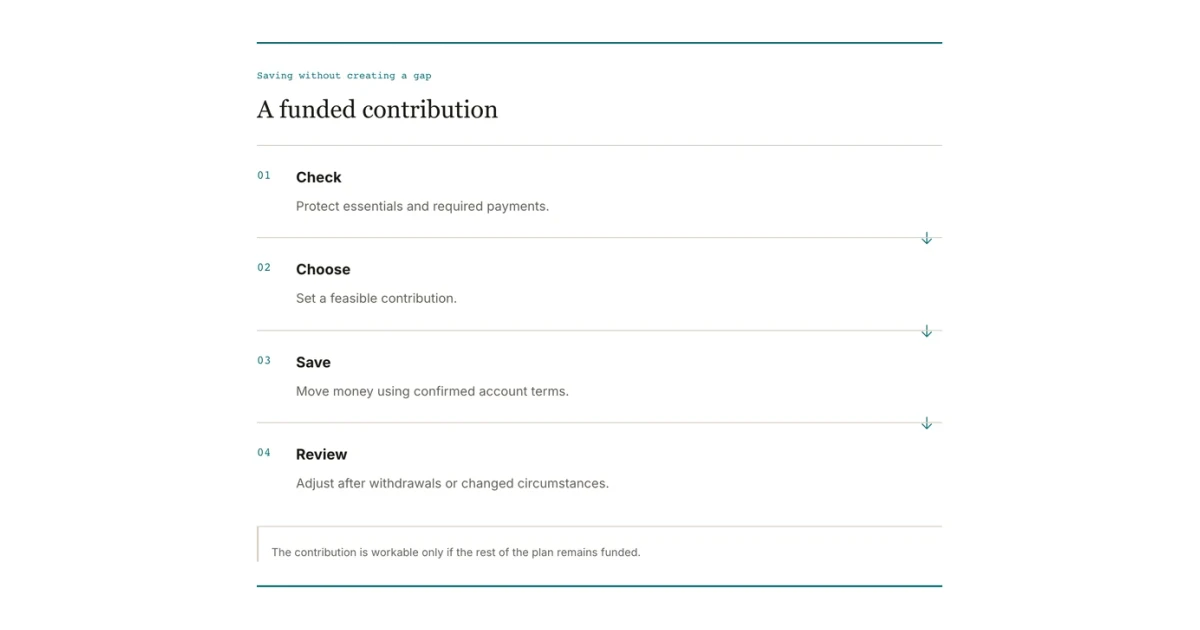 Saving without creating a gap
A funded contribution
01 Check
Protect essentials and required payments.
02 Choose
Set a feasible contribution.
03 Save
Move money using confirmed account terms.
04 Review
Adjust after withdrawals or changed circumstances.
The contribution is workable only if the rest of the plan remains funded.